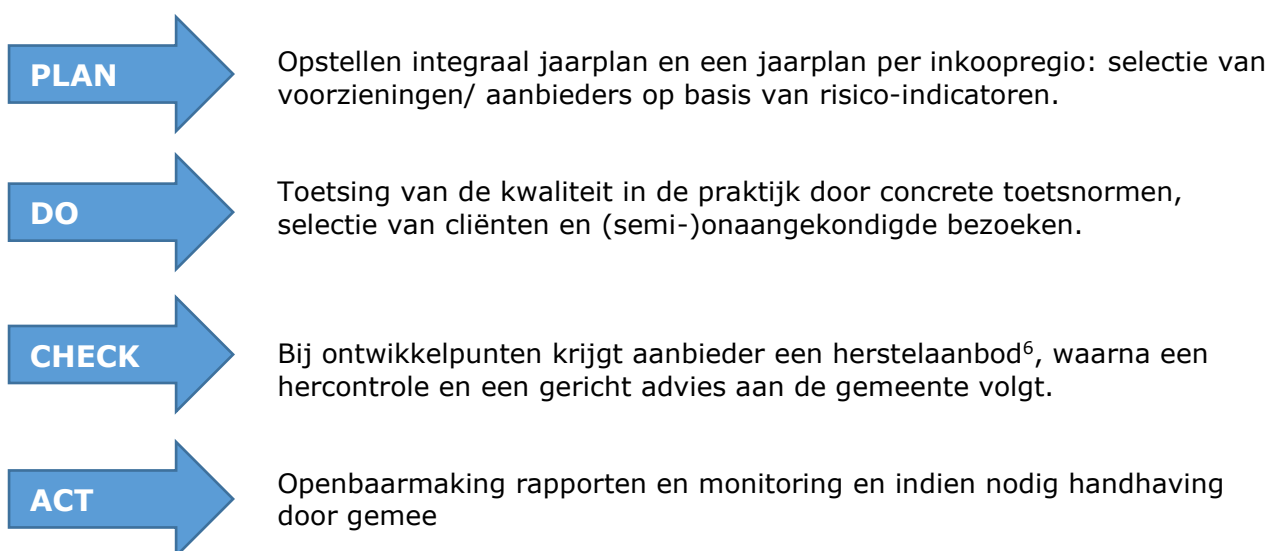 PLAN
Opstellen integraal jaarplan en een jaarplan per inkoopregio: selectie van
voorzieningen/ aanbieders op basis van risico-indicatoren.
DO
Toetsing van de kwaliteit in de praktijk door concrete toetsnormen,
selectie van cliënten en (semi-)onaangekondigde bezoeken.
CHECK
Bij ontwikkelpunten krijgt aanbieder een herstelaanbod⁶, waarna een
hercontrole en een gericht advies aan de gemeente volgt.
ACT
Openbaarmaking rapporten en monitoring en indien nodig handhaving
door gemee